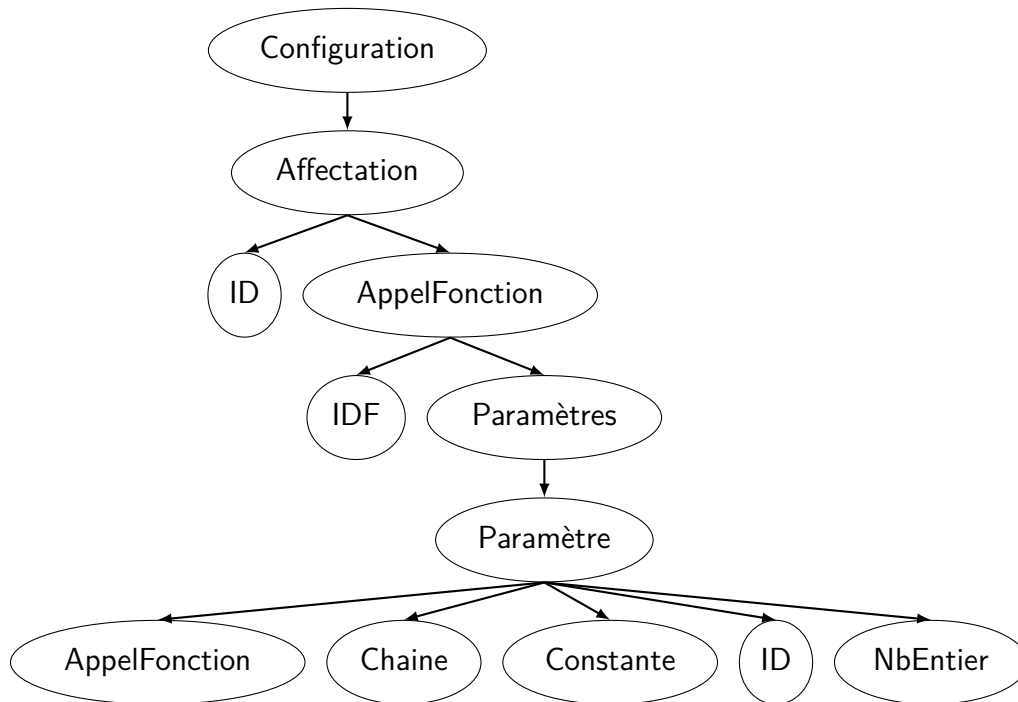 Configuration
Affectation
ID AppelFonction
IDF Paramètres
Paramètre
AppelFonction Chaine Constante ID NbEntier